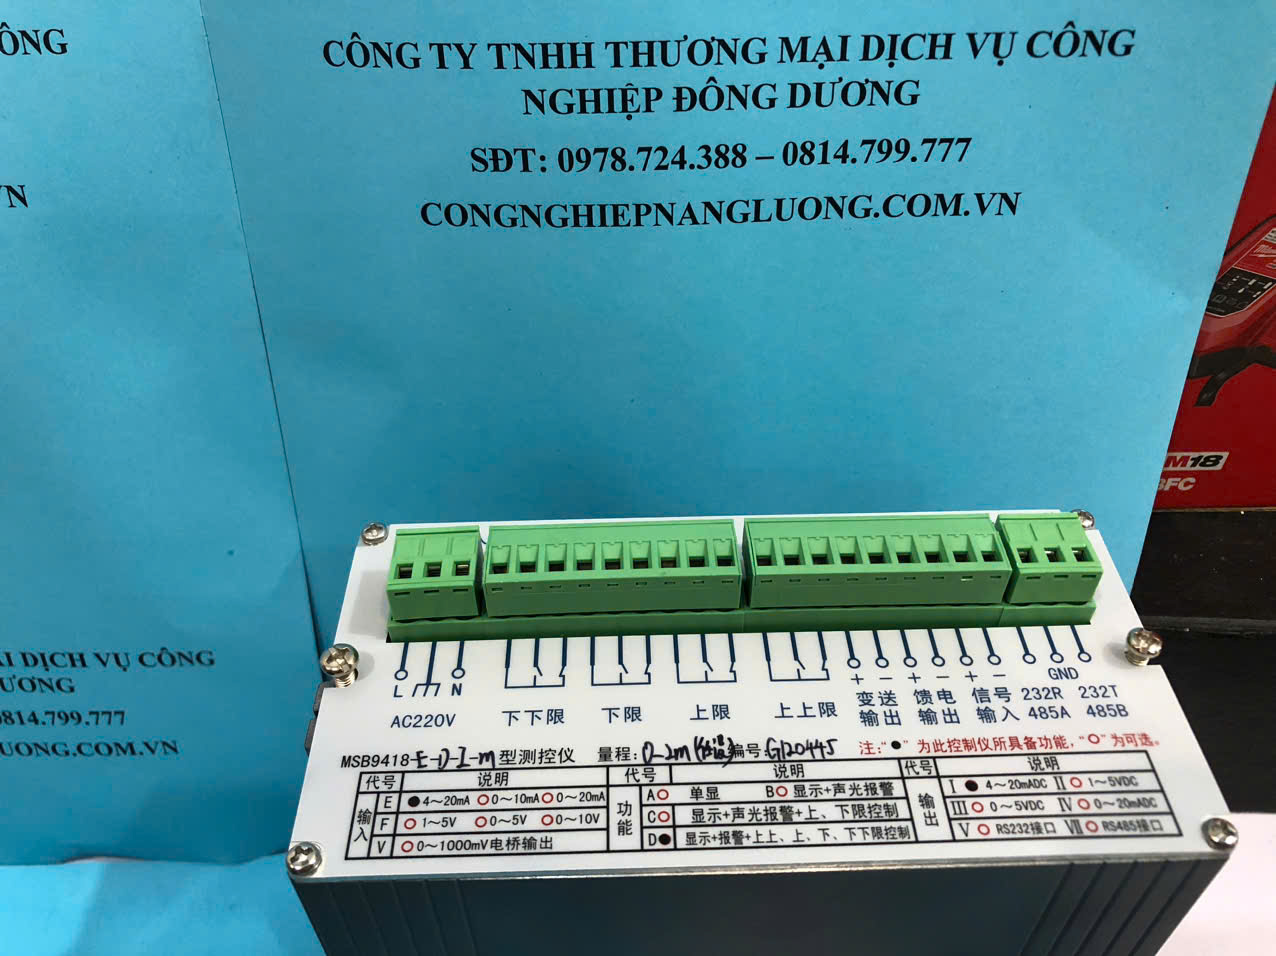 CÔNG TY TNHH THƯƠNG MẠI DỊCH VỤ CÔNG
NGHIỆP ĐÔNG DƯƠNG
SĐT: 0978.724.388 – 0814.799.777
CONGNGHIEPNANGLUONG.COM.VN
ÔNG
VN
ẠI DỊCH VỤ CÔNG
ƯƠNG
0814.799.777
UONG.COM.VN
M18
FC
L N
AC220V
下下限 下限 上限 上上限
+ − + − + −
变送输出 馈电输出 信号输入
GND
232R 232T
485A 485B
MSB9418-E-D-I-m型测控仪 量程: 0-2m 编号: G120445
注:“●”为此控制仪所具备功能,“○”为可选。
代号 说明 代号 说明 代号
输入 功能 输出
E ●4~20mA ○0~10mA ○0~20mA
F ○1~5V ○0~5V ○0~10V
V ○0~1000mV电桥输出
A○ 单显 B○ 显示+声光报警
C○ 显示+声光报警+上、下限控制
D● 显示+报警+上上、上、下、下下限控制
I ● 4~20mADC II ○ 1~5VDC
III ○ 0~5VDC IV ○ 0~20mADC
V ○ RS232接口 VII ○ RS485接口